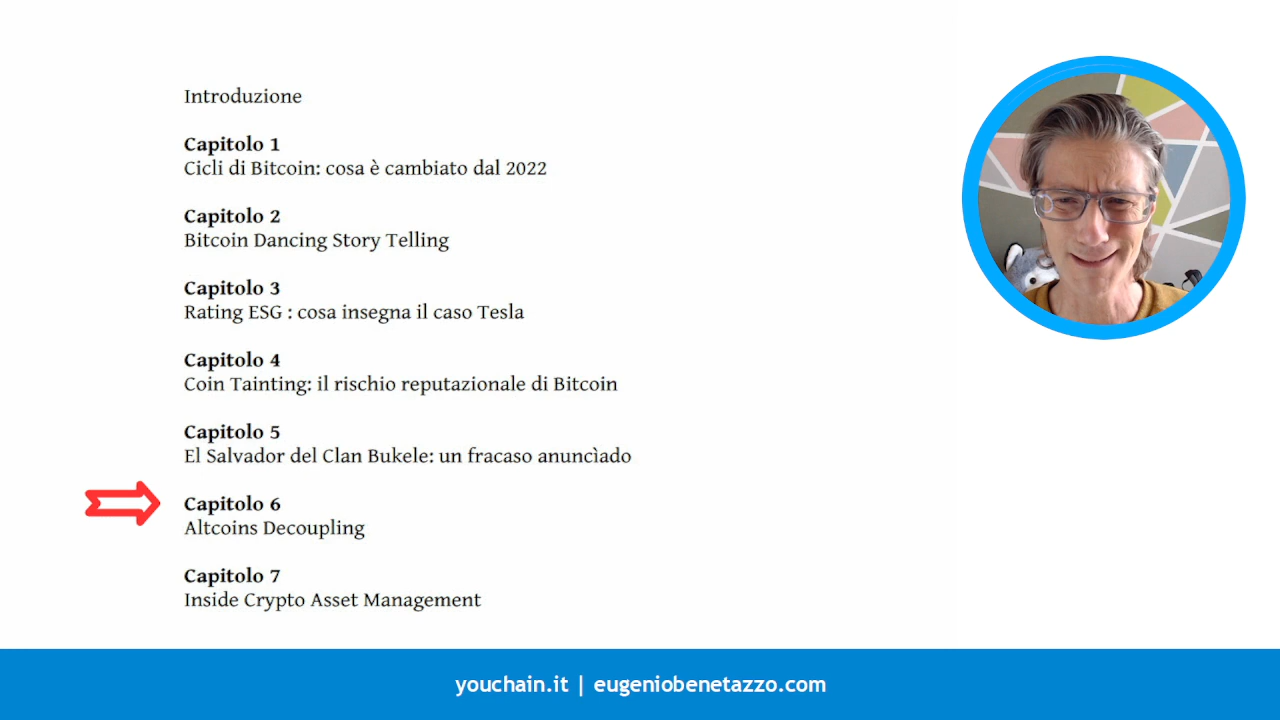 Introduzione
Capitolo 1
Cicli di Bitcoin: cosa è cambiato dal 2022
Capitolo 2
Bitcoin Dancing Story Telling
Capitolo 3
Rating ESG : cosa insegna il caso Tesla
Capitolo 4
Coin Tainting: il rischio reputazionale di Bitcoin
Capitolo 5
El Salvador del Clan Bukele: un fracaso anuncìado
Capitolo 6
Altcoins Decoupling
Capitolo 7
Inside Crypto Asset Management
youchain.it | eugeniobenetazzo.com